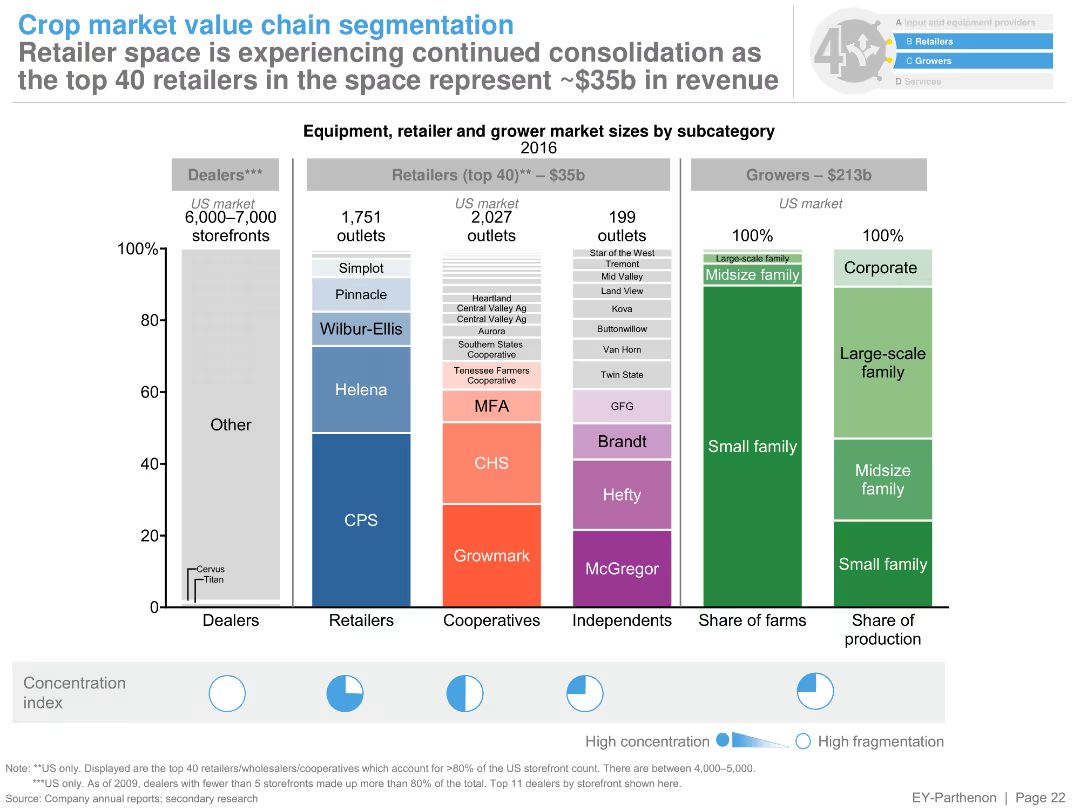 Crop market value chain segmentation
Retailer space is experiencing continued consolidation as
the top 40 retailers in the space represent ~$35b in revenue
4
A Input and equipment providers
B Retailers
C Growers
D Services
Equipment, retailer and grower market sizes by subcategory
2016
Dealers***
Retailers (top 40)** – $35b
Growers – $213b
US market
US market
US market
6,000–7,000
storefronts
1,751
outlets
2,027
outlets
199
outlets
100%
100%
100%
80
60
40
20
0
Other
Cervus
Titan
Simplot
Pinnacle
Wilbur-Ellis
Helena
CPS
Heartland
Central Valley Ag
Central Valley Ag
Aurora
Southern States
Cooperative
Tenessee Farmers
Cooperative
MFA
CHS
Growmark
Star of the West
Tremont
Mid Valley
Land View
Kova
Buttonwillow
Van Horn
Twin State
GFG
Brandt
Hefty
McGregor
Large-scale family
Midsize family
Small family
Corporate
Large-scale
family
Midsize
family
Small family
Dealers
Retailers
Cooperatives
Independents
Share of farms
Share of
production
Concentration
index
High concentration
High fragmentation
Note: **US only. Displayed are the top 40 retailers/wholesalers/cooperatives which account for >80% of the US storefront count. There are between 4,000–5,000.
***US only. As of 2009, dealers with fewer than 5 storefronts made up more than 80% of the total. Top 11 dealers by storefront shown here.
Source: Company annual reports; secondary research
EY-Parthenon | Page 22